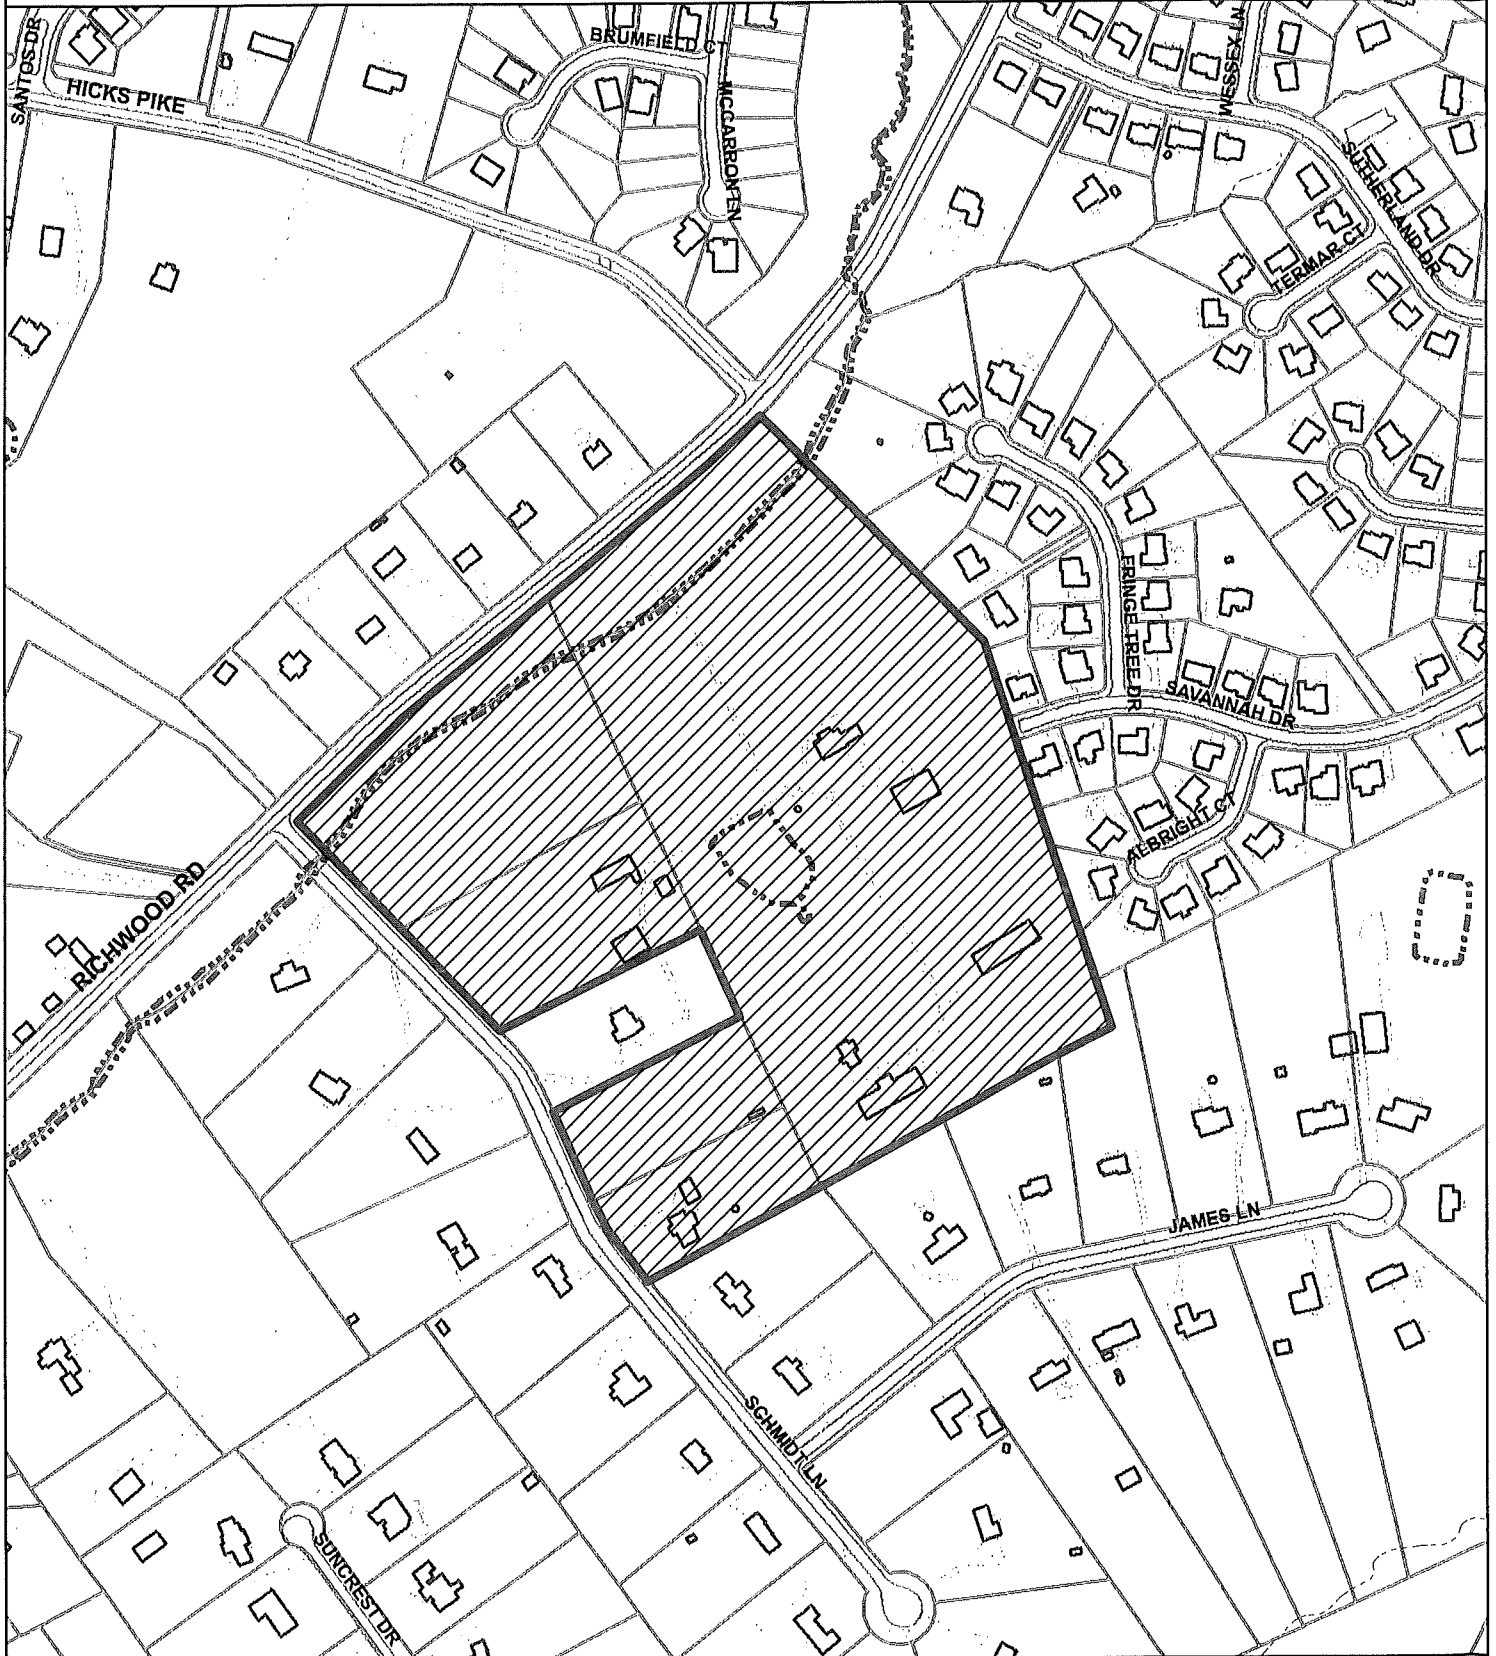 SANTOS DR
HICKS PIKE
BRUMFIELD CT
MCCARRON LN
WESSEX LN
SUTHERLAND DR
TERMAR CT
FRINGE TREE DR
SAVANNAH DR
ALBRIGHT CT
RICHWOOD RD
JAMES LN
SCHMIDT LN
SUNCREST DR